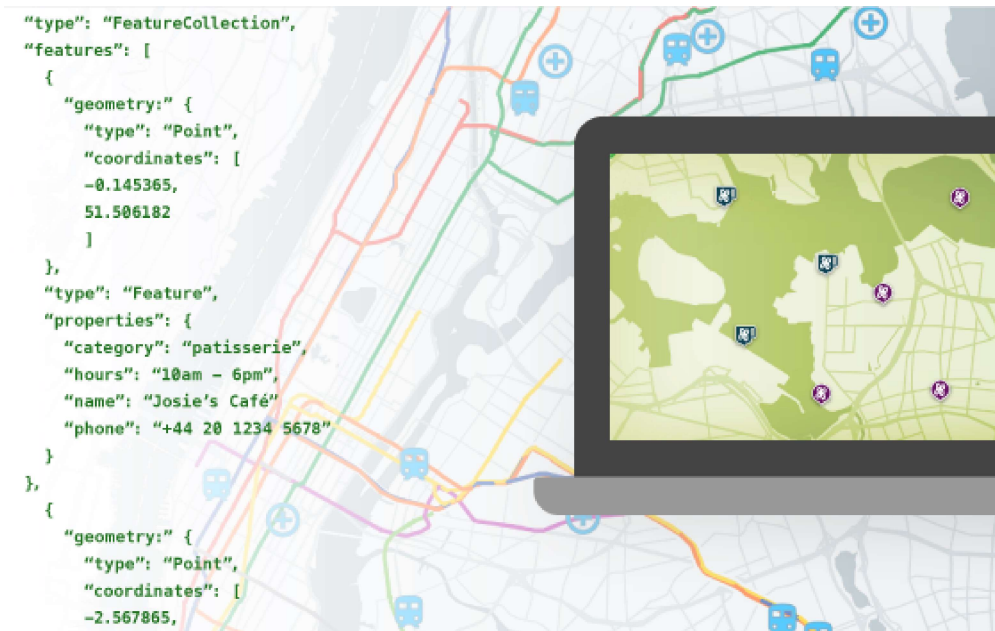 “type”: “FeatureCollection”,
“features”: [
{
“geometry:” {
“type”: “Point”,
“coordinates”: [
-0.145365,
51.506182
]
},
“type”: “Feature”,
“properties”: {
“category”: “patisserie”,
“hours”: “10am – 6pm”,
“name”: “Josie’s Café”
“phone”: “+44 20 1234 5678”
}
},
{
“geometry:” {
“type”: “Point”,
“coordinates”: [
-2.567865,